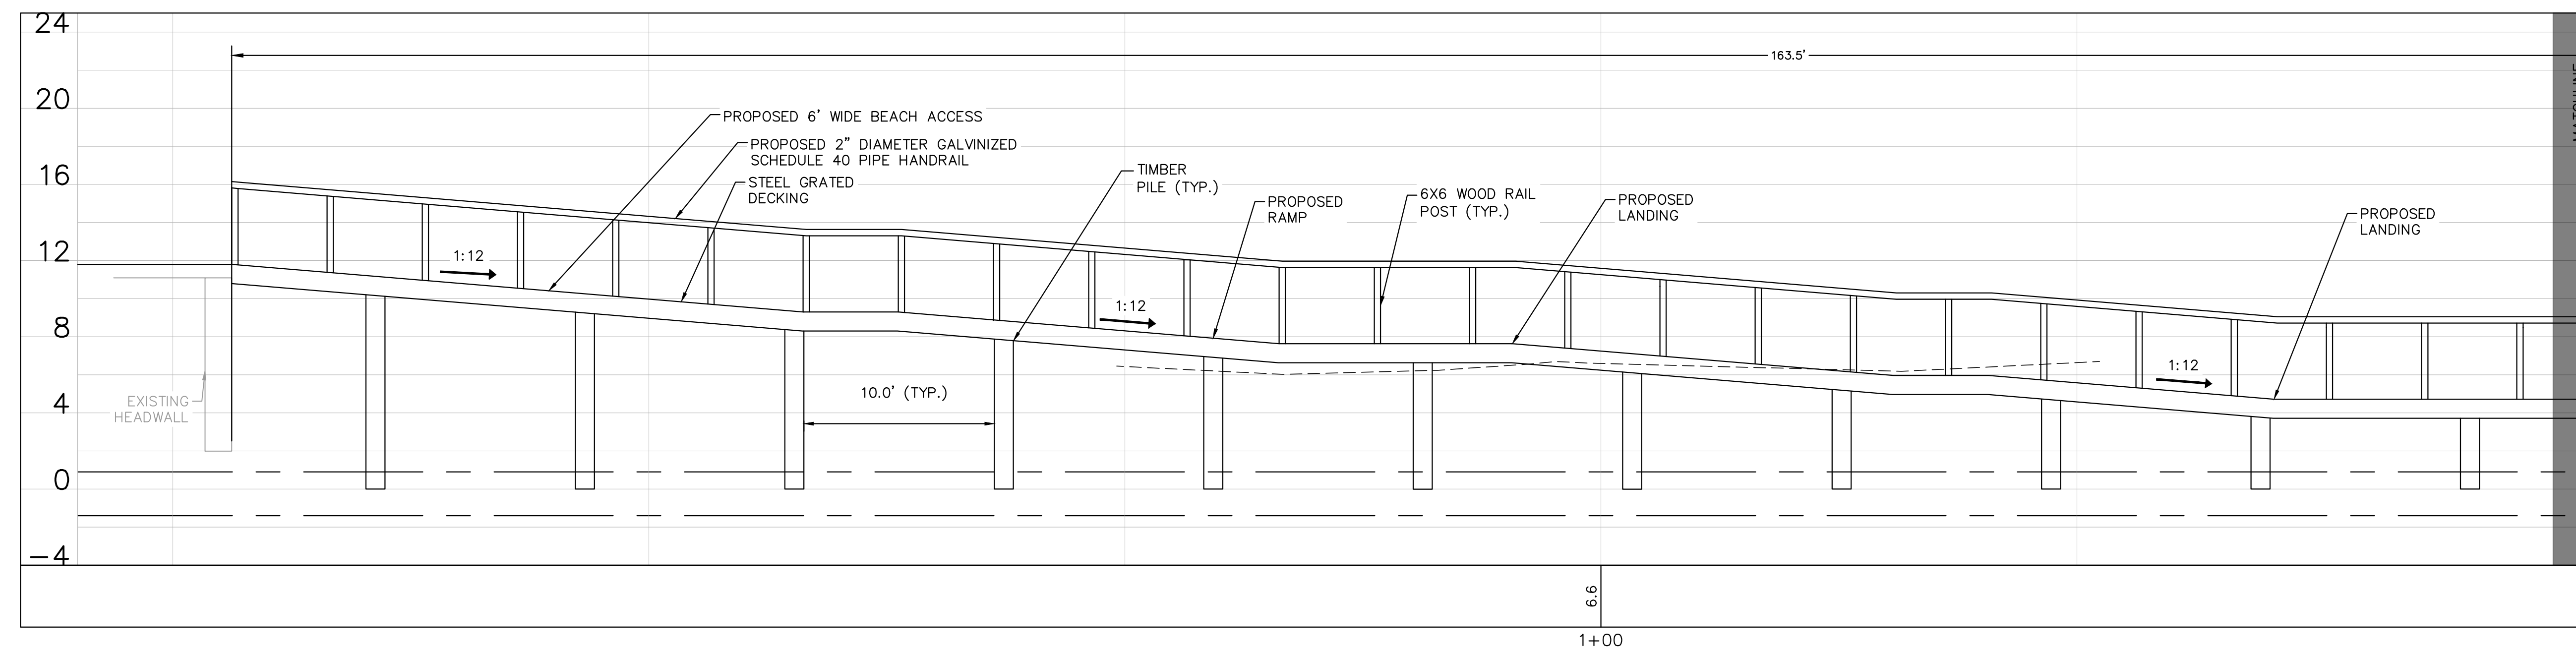 24
20
16
12
8
4
0
-4
163.5'
PROPOSED 6' WIDE BEACH ACCESS
PROPOSED 2" DIAMETER GALVINIZED
SCHEDULE 40 PIPE HANDRAIL
STEEL GRATED
DECKING
TIMBER
PILE (TYP.)
PROPOSED
RAMP
6X6 WOOD RAIL
POST (TYP.)
PROPOSED
LANDING
PROPOSED
LANDING
1:12
1:12
1:12
10.0' (TYP.)
EXISTING
HEADWALL
6.6
1+00